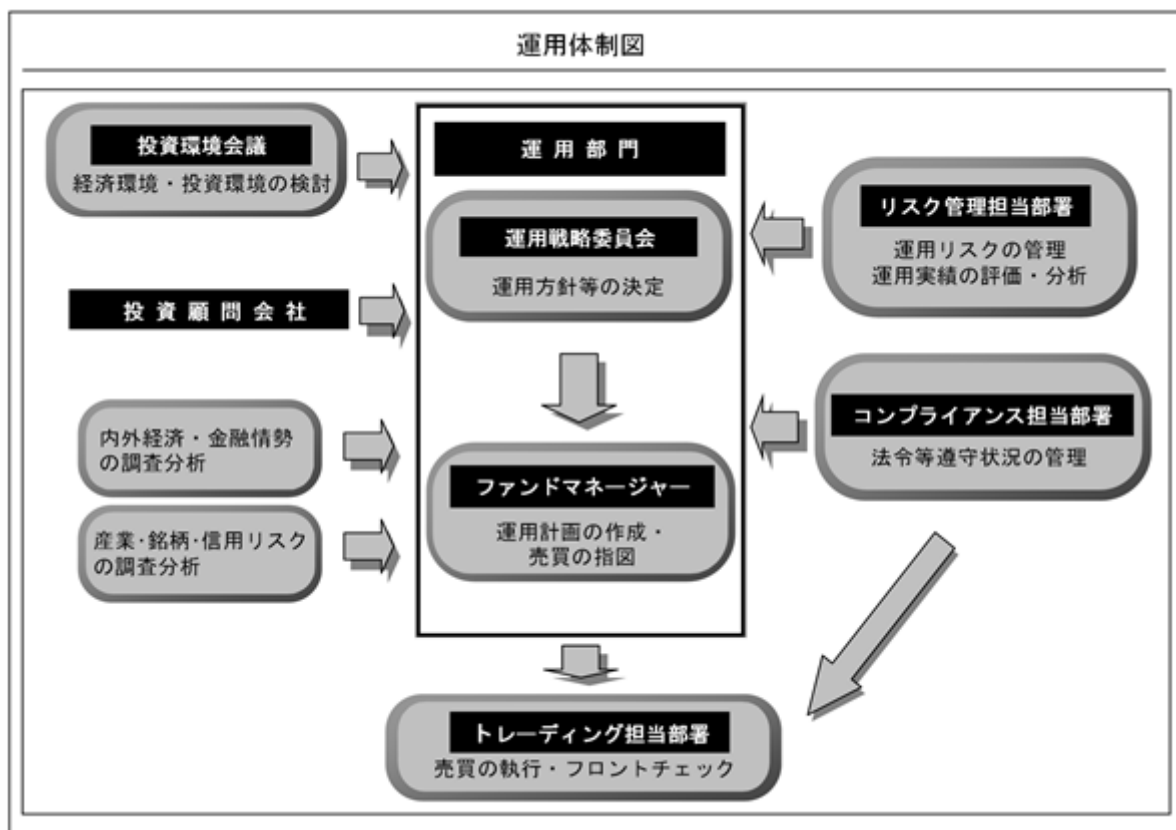 運用体制図
投資環境会議
経済環境・投資環境の検討
投資顧問会社
内外経済・金融情勢
の調査分析
産業・銘柄・信用リスク
の調査分析
運用部門
運用戦略委員会
運用方針等の決定
ファンドマネージャー
運用計画の作成・
売買の指図
リスク管理担当部署
運用リスクの管理
運用実績の評価・分析
コンプライアンス担当部署
法令等遵守状況の管理
トレーディング担当部署
売買の執行・フロントチェック